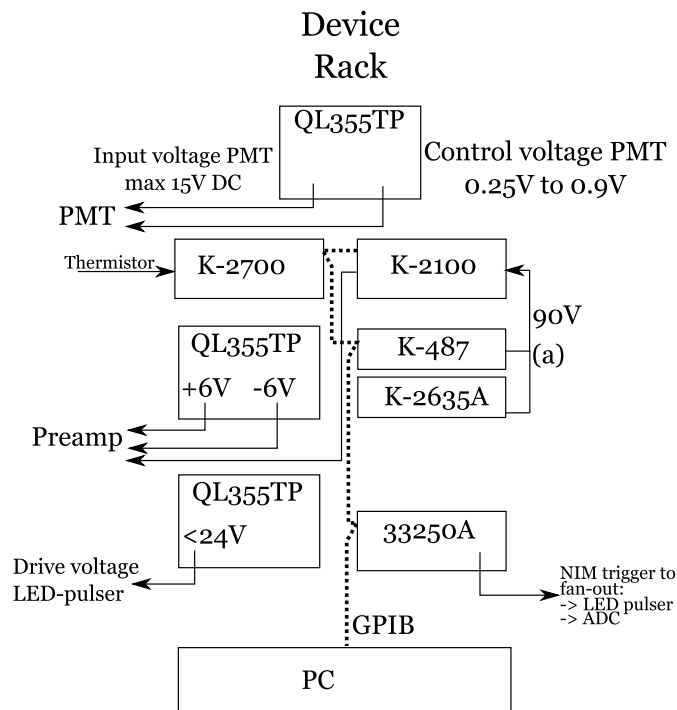 Device
Rack
QL355TP
Input voltage PMT
max 15V DC
Control voltage PMT
0.25V to 0.9V
PMT
Thermistor
K-2700
K-2100
90V
(a)
QL355TP
+6V -6V
K-487
K-2635A
Preamp
QL355TP
<24V
33250A
Drive voltage
LED-pulser
NIM trigger to
fan-out:
-> LED pulser
-> ADC
GPIB
PC